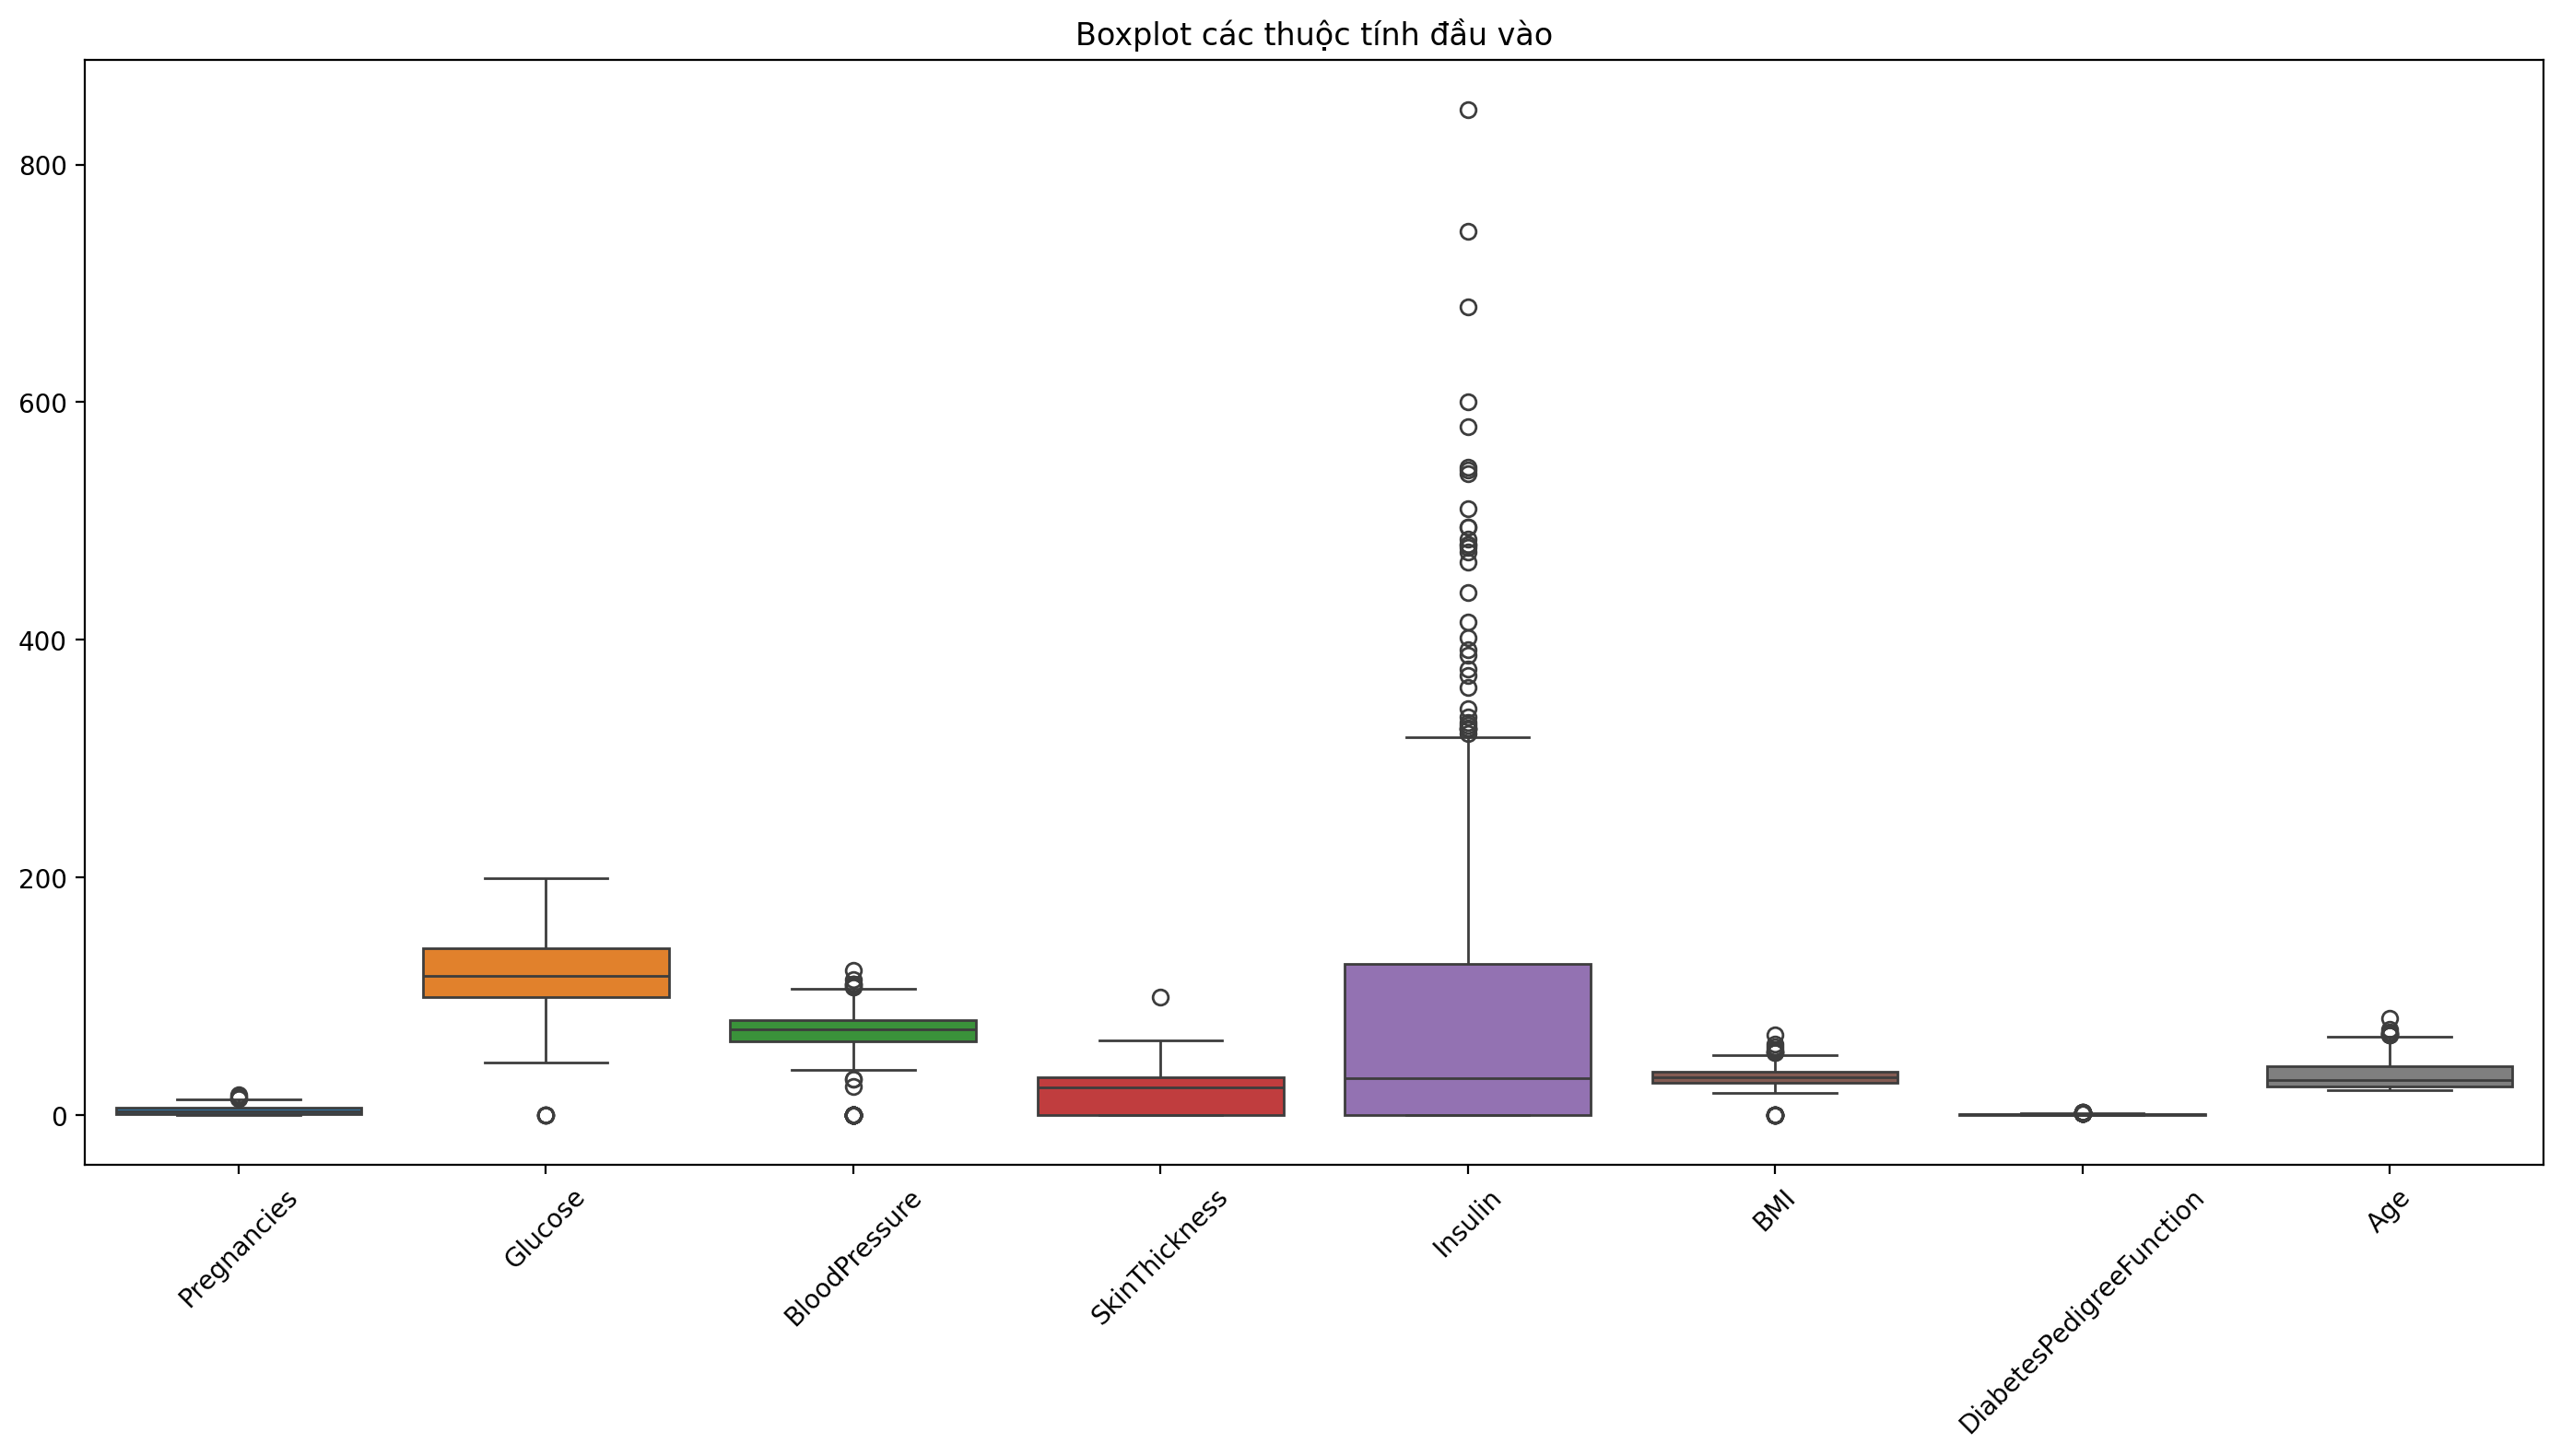 Boxplot các thuộc tính đầu vào
800
600
400
200
0
Pregnancies
Glucose
BloodPressure
SkinThickness
Insulin
BMI
DiabetesPedigreeFunction
Age